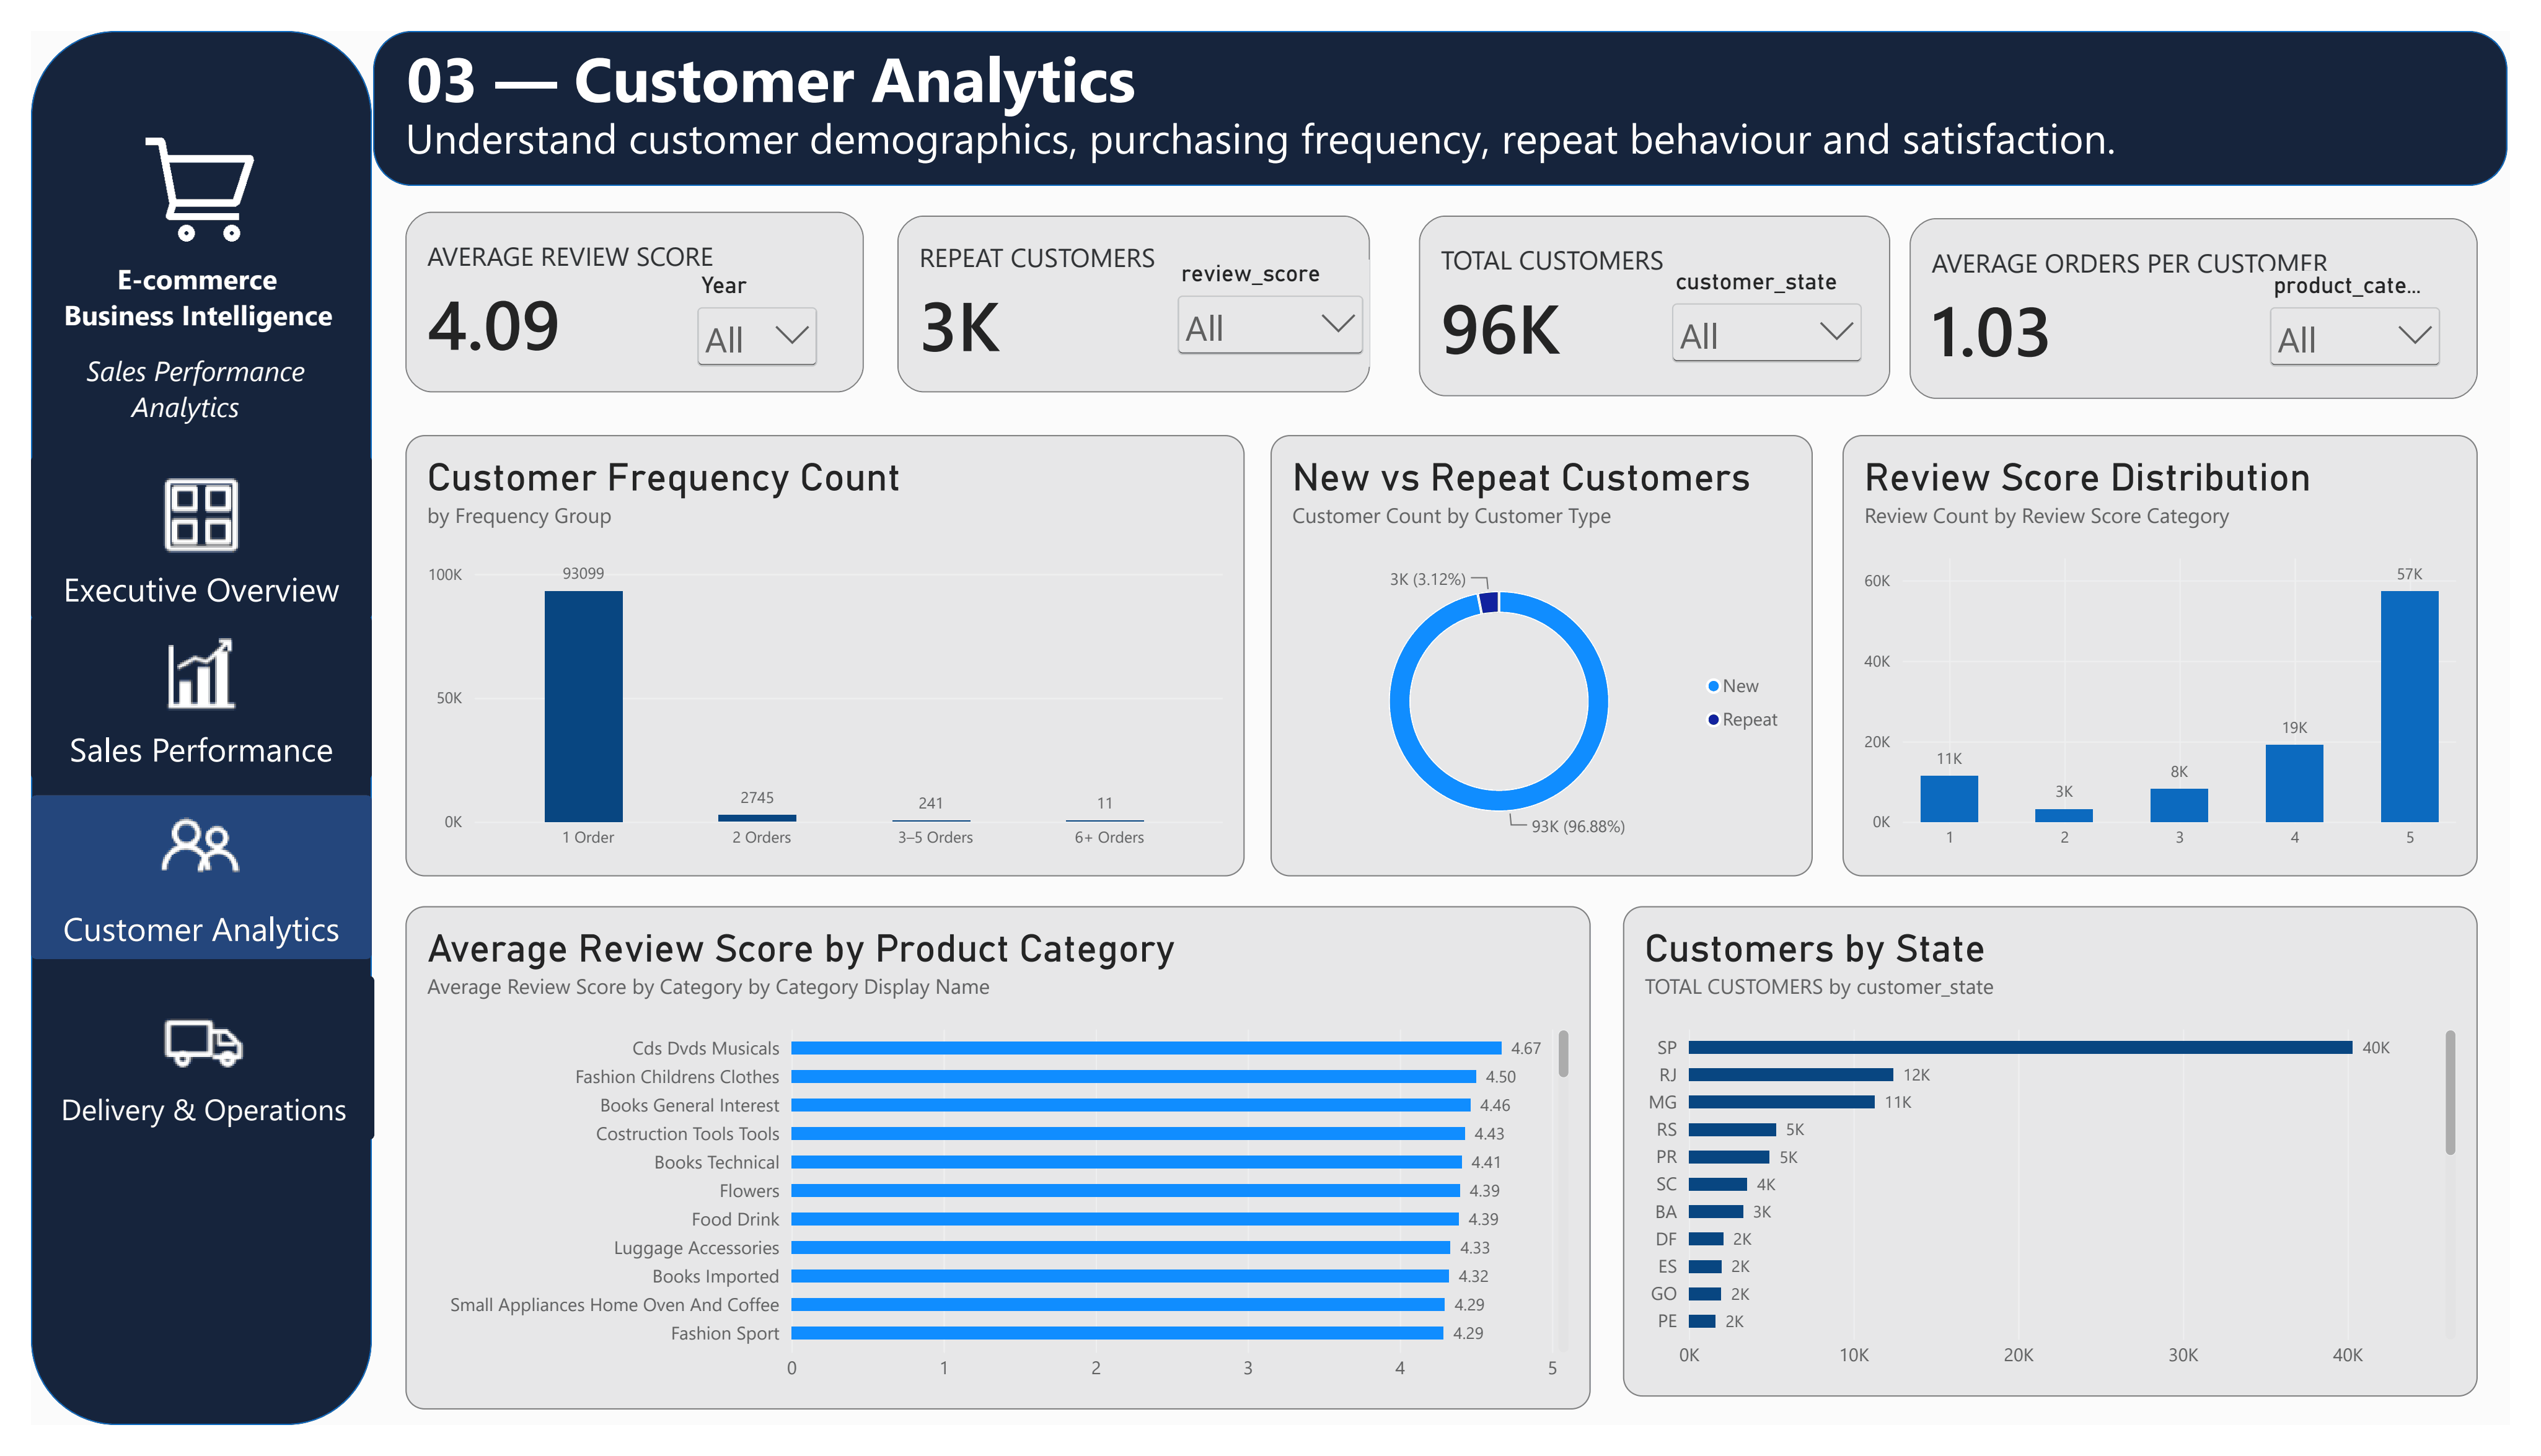 03 — Customer Analytics
Understand customer demographics, purchasing frequency, repeat behaviour and satisfaction.
E-commerce
Business Intelligence
Sales Performance
Analytics
Executive Overview
Sales Performance
Customer Analytics
Delivery & Operations
AVERAGE REVIEW SCORE
4.09
Year
All
REPEAT CUSTOMERS
3K
review_score
All
TOTAL CUSTOMERS
96K
customer_state
All
AVERAGE ORDERS PER CUSTOMER
1.03
product_cate...
All
Customer Frequency Count
by Frequency Group
100K
50K
0K
93099
2745
241
11
1 Order
2 Orders
3–5 Orders
6+ Orders
New vs Repeat Customers
Customer Count by Customer Type
3K (3.12%)
93K (96.88%)
New
Repeat
Review Score Distribution
Review Count by Review Score Category
60K
40K
20K
0K
11K
3K
8K
19K
57K
1
2
3
4
5
Average Review Score by Product Category
Average Review Score by Category by Category Display Name
Cds Dvds Musicals 4.67
Fashion Childrens Clothes 4.50
Books General Interest 4.46
Costruction Tools Tools 4.43
Books Technical 4.41
Flowers 4.39
Food Drink 4.39
Luggage Accessories 4.33
Books Imported 4.32
Small Appliances Home Oven And Coffee 4.29
Fashion Sport 4.29
0 1 2 3 4 5
Customers by State
TOTAL CUSTOMERS by customer_state
SP 40K
RJ 12K
MG 11K
RS 5K
PR 5K
SC 4K
BA 3K
DF 2K
ES 2K
GO 2K
PE 2K
0K 10K 20K 30K 40K